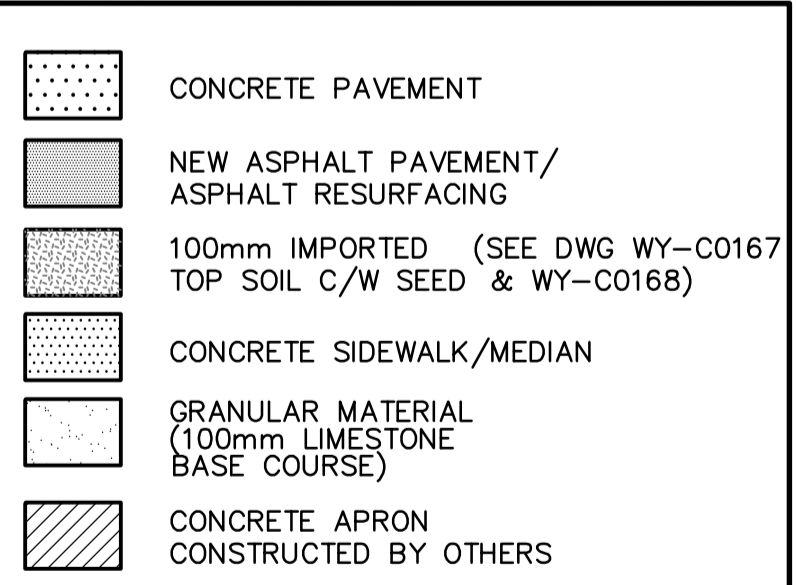 CONCRETE PAVEMENT
NEW ASPHALT PAVEMENT/
ASPHALT RESURFACING
100mm IMPORTED (SEE DWG WY-C0167
TOP SOIL C/W SEED & WY-C0168)
CONCRETE SIDEWALK/MEDIAN
GRANULAR MATERIAL
(100mm LIMESTONE
BASE COURSE)
CONCRETE APRON
CONSTRUCTED BY OTHERS